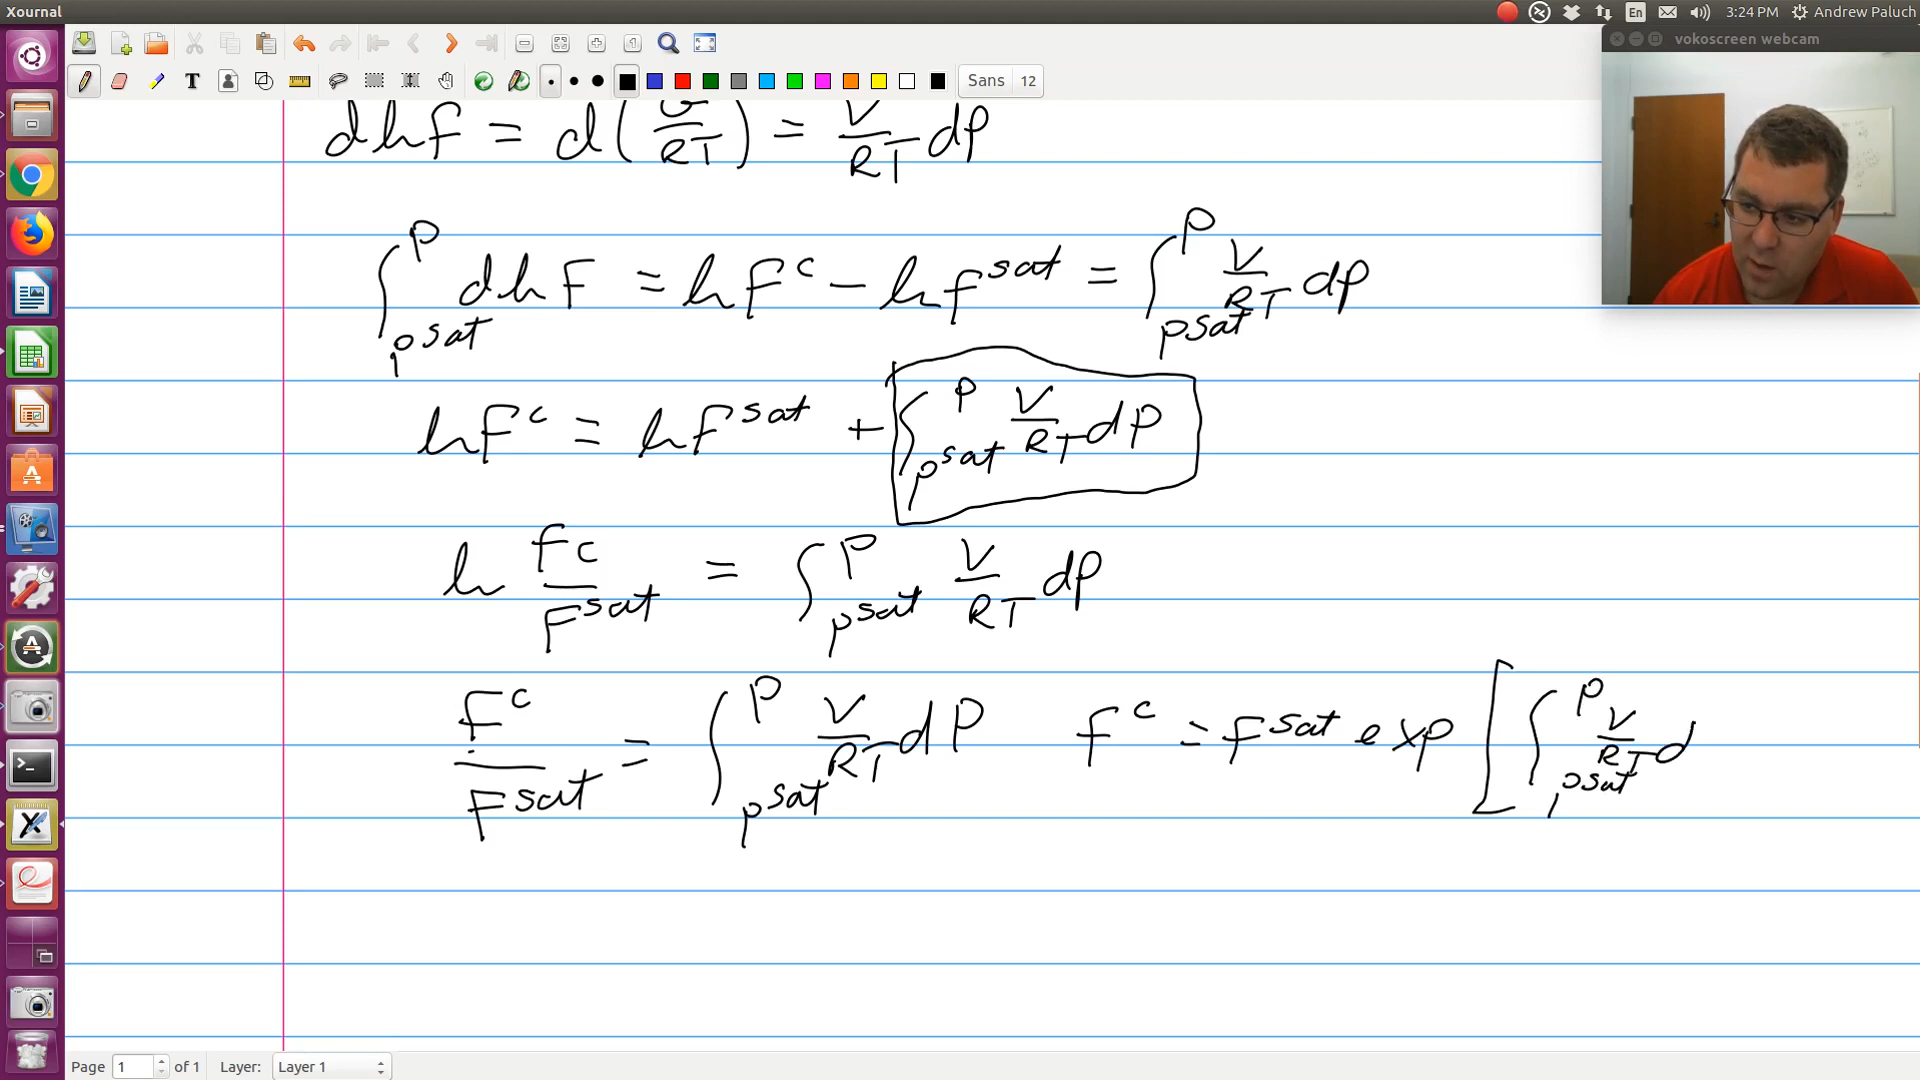 Xournal
En
3:24 PM
Andrew Paluch
vokoscreen webcam
Sans 12
d ln f = d(G/RT) = V/RT dP
∫_{P^sat}^{P} d ln f = ln f^c − ln f^sat = ∫_{P^sat}^{P} V/RT dP
ln f^c = ln f^sat + ∫_{P^sat}^{P} V/RT dP
ln f^c/f^sat = ∫_{P^sat}^{P} V/RT dP
f^c/f^sat = ∫_{P^sat}^{P} V/RT dP f^c = f^sat exp [ ∫_{P^sat}^{P} V/RT d
Page 1 of 1 Layer: Layer 1